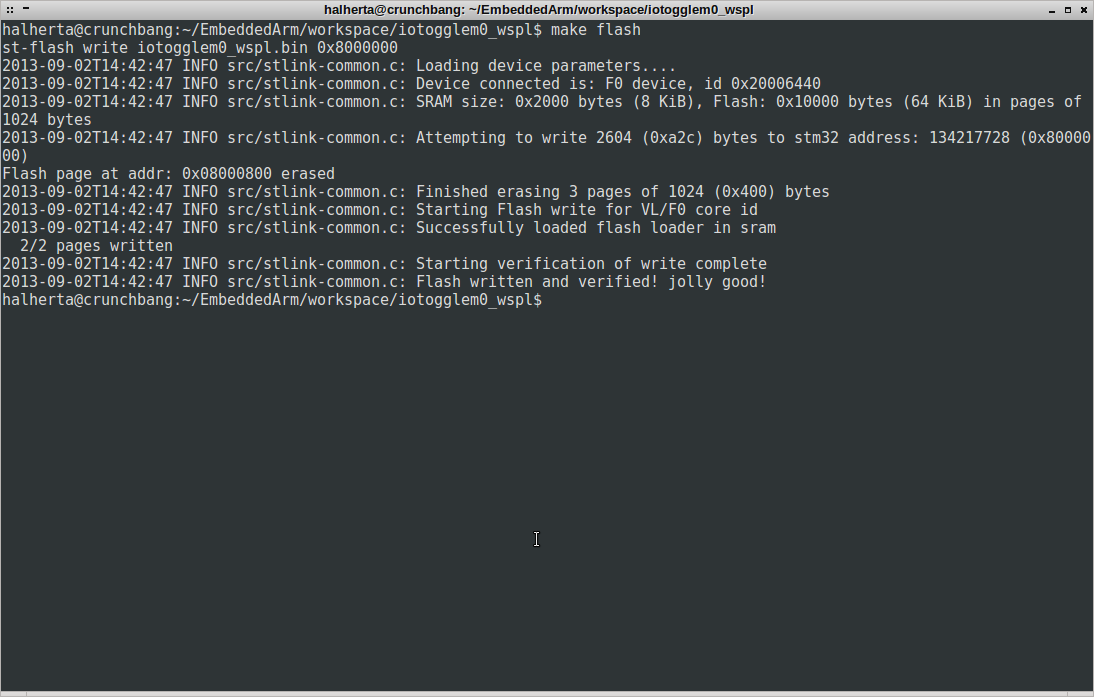 halherta@crunchbang: ~/EmbeddedArm/workspace/iotogglem0_wspl
halherta@crunchbang:~/EmbeddedArm/workspace/iotogglem0_wspl$ make flash
st-flash write iotogglem0_wspl.bin 0x8000000
2013-09-02T14:42:47 INFO src/stlink-common.c: Loading device parameters....
2013-09-02T14:42:47 INFO src/stlink-common.c: Device connected is: F0 device, id 0x20006440
2013-09-02T14:42:47 INFO src/stlink-common.c: SRAM size: 0x2000 bytes (8 KiB), Flash: 0x10000 bytes (64 KiB) in pages of
1024 bytes
2013-09-02T14:42:47 INFO src/stlink-common.c: Attempting to write 2604 (0xa2c) bytes to stm32 address: 134217728 (0x80000
00)
Flash page at addr: 0x08000800 erased
2013-09-02T14:42:47 INFO src/stlink-common.c: Finished erasing 3 pages of 1024 (0x400) bytes
2013-09-02T14:42:47 INFO src/stlink-common.c: Starting Flash write for VL/F0 core id
2013-09-02T14:42:47 INFO src/stlink-common.c: Successfully loaded flash loader in sram
  2/2 pages written
2013-09-02T14:42:47 INFO src/stlink-common.c: Starting verification of write complete
2013-09-02T14:42:47 INFO src/stlink-common.c: Flash written and verified! jolly good!
halherta@crunchbang:~/EmbeddedArm/workspace/iotogglem0_wspl$